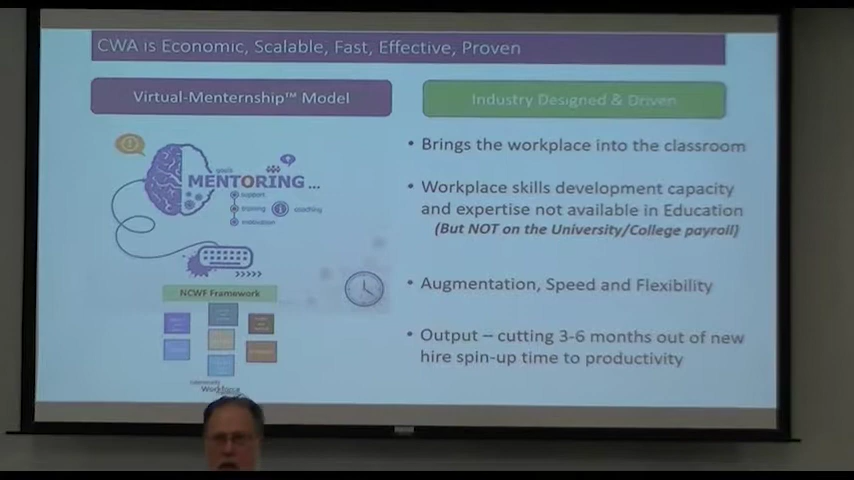 CWA is Economic, Scalable, Fast, Effective, Proven
Virtual-Menternship™ Model
Industry Designed & Driven
• Brings the workplace into the classroom
• Workplace skills development capacity
and expertise not available in Education
(But NOT on the University/College payroll)
• Augmentation, Speed and Flexibility
• Output – cutting 3-6 months out of new
hire spin-up time to productivity
goals
MENTORING...
support
training
coaching
motivation
NCWF Framework
Workforce